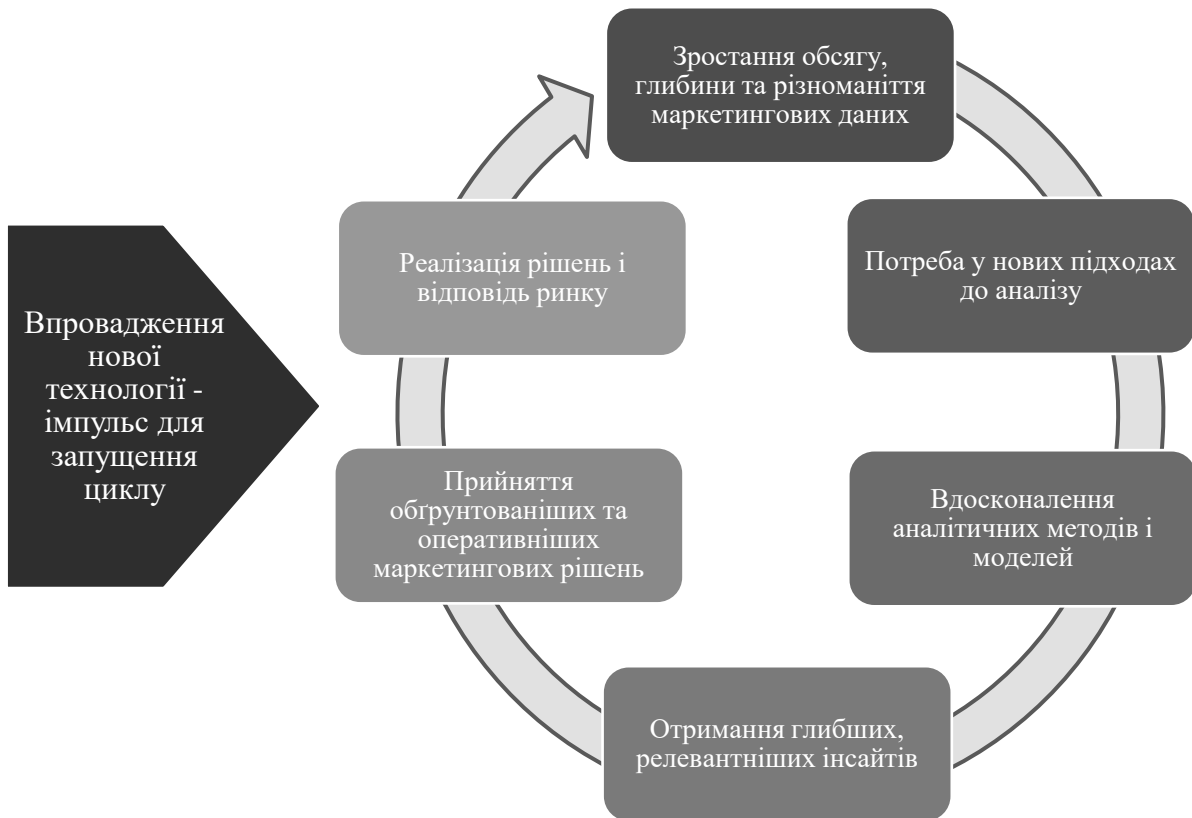 Впровадження
нової
технології -
імпульс для
запущення
циклу
Зростання обсягу,
глибини та різноманіття
маркетингових даних
Потреба у нових підходах
до аналізу
Вдосконалення
аналітичних методів і
моделей
Отримання глибших,
релевантніших інсайтів
Прийняття
обґрунтованіших та
оперативніших
маркетингових рішень
Реалізація рішень і
відповідь ринку